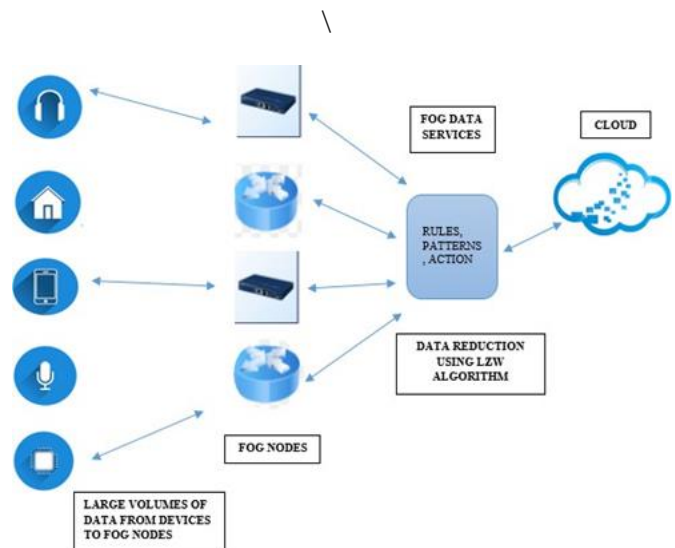 \
FOG DATA
SERVICES
CLOUD
RULES,
PATTERNS
, ACTION
DATA REDUCTION
USING LZW
ALGORITHM
FOG NODES
LARGE VOLUMES OF
DATA FROM DEVICES
TO FOG NODES